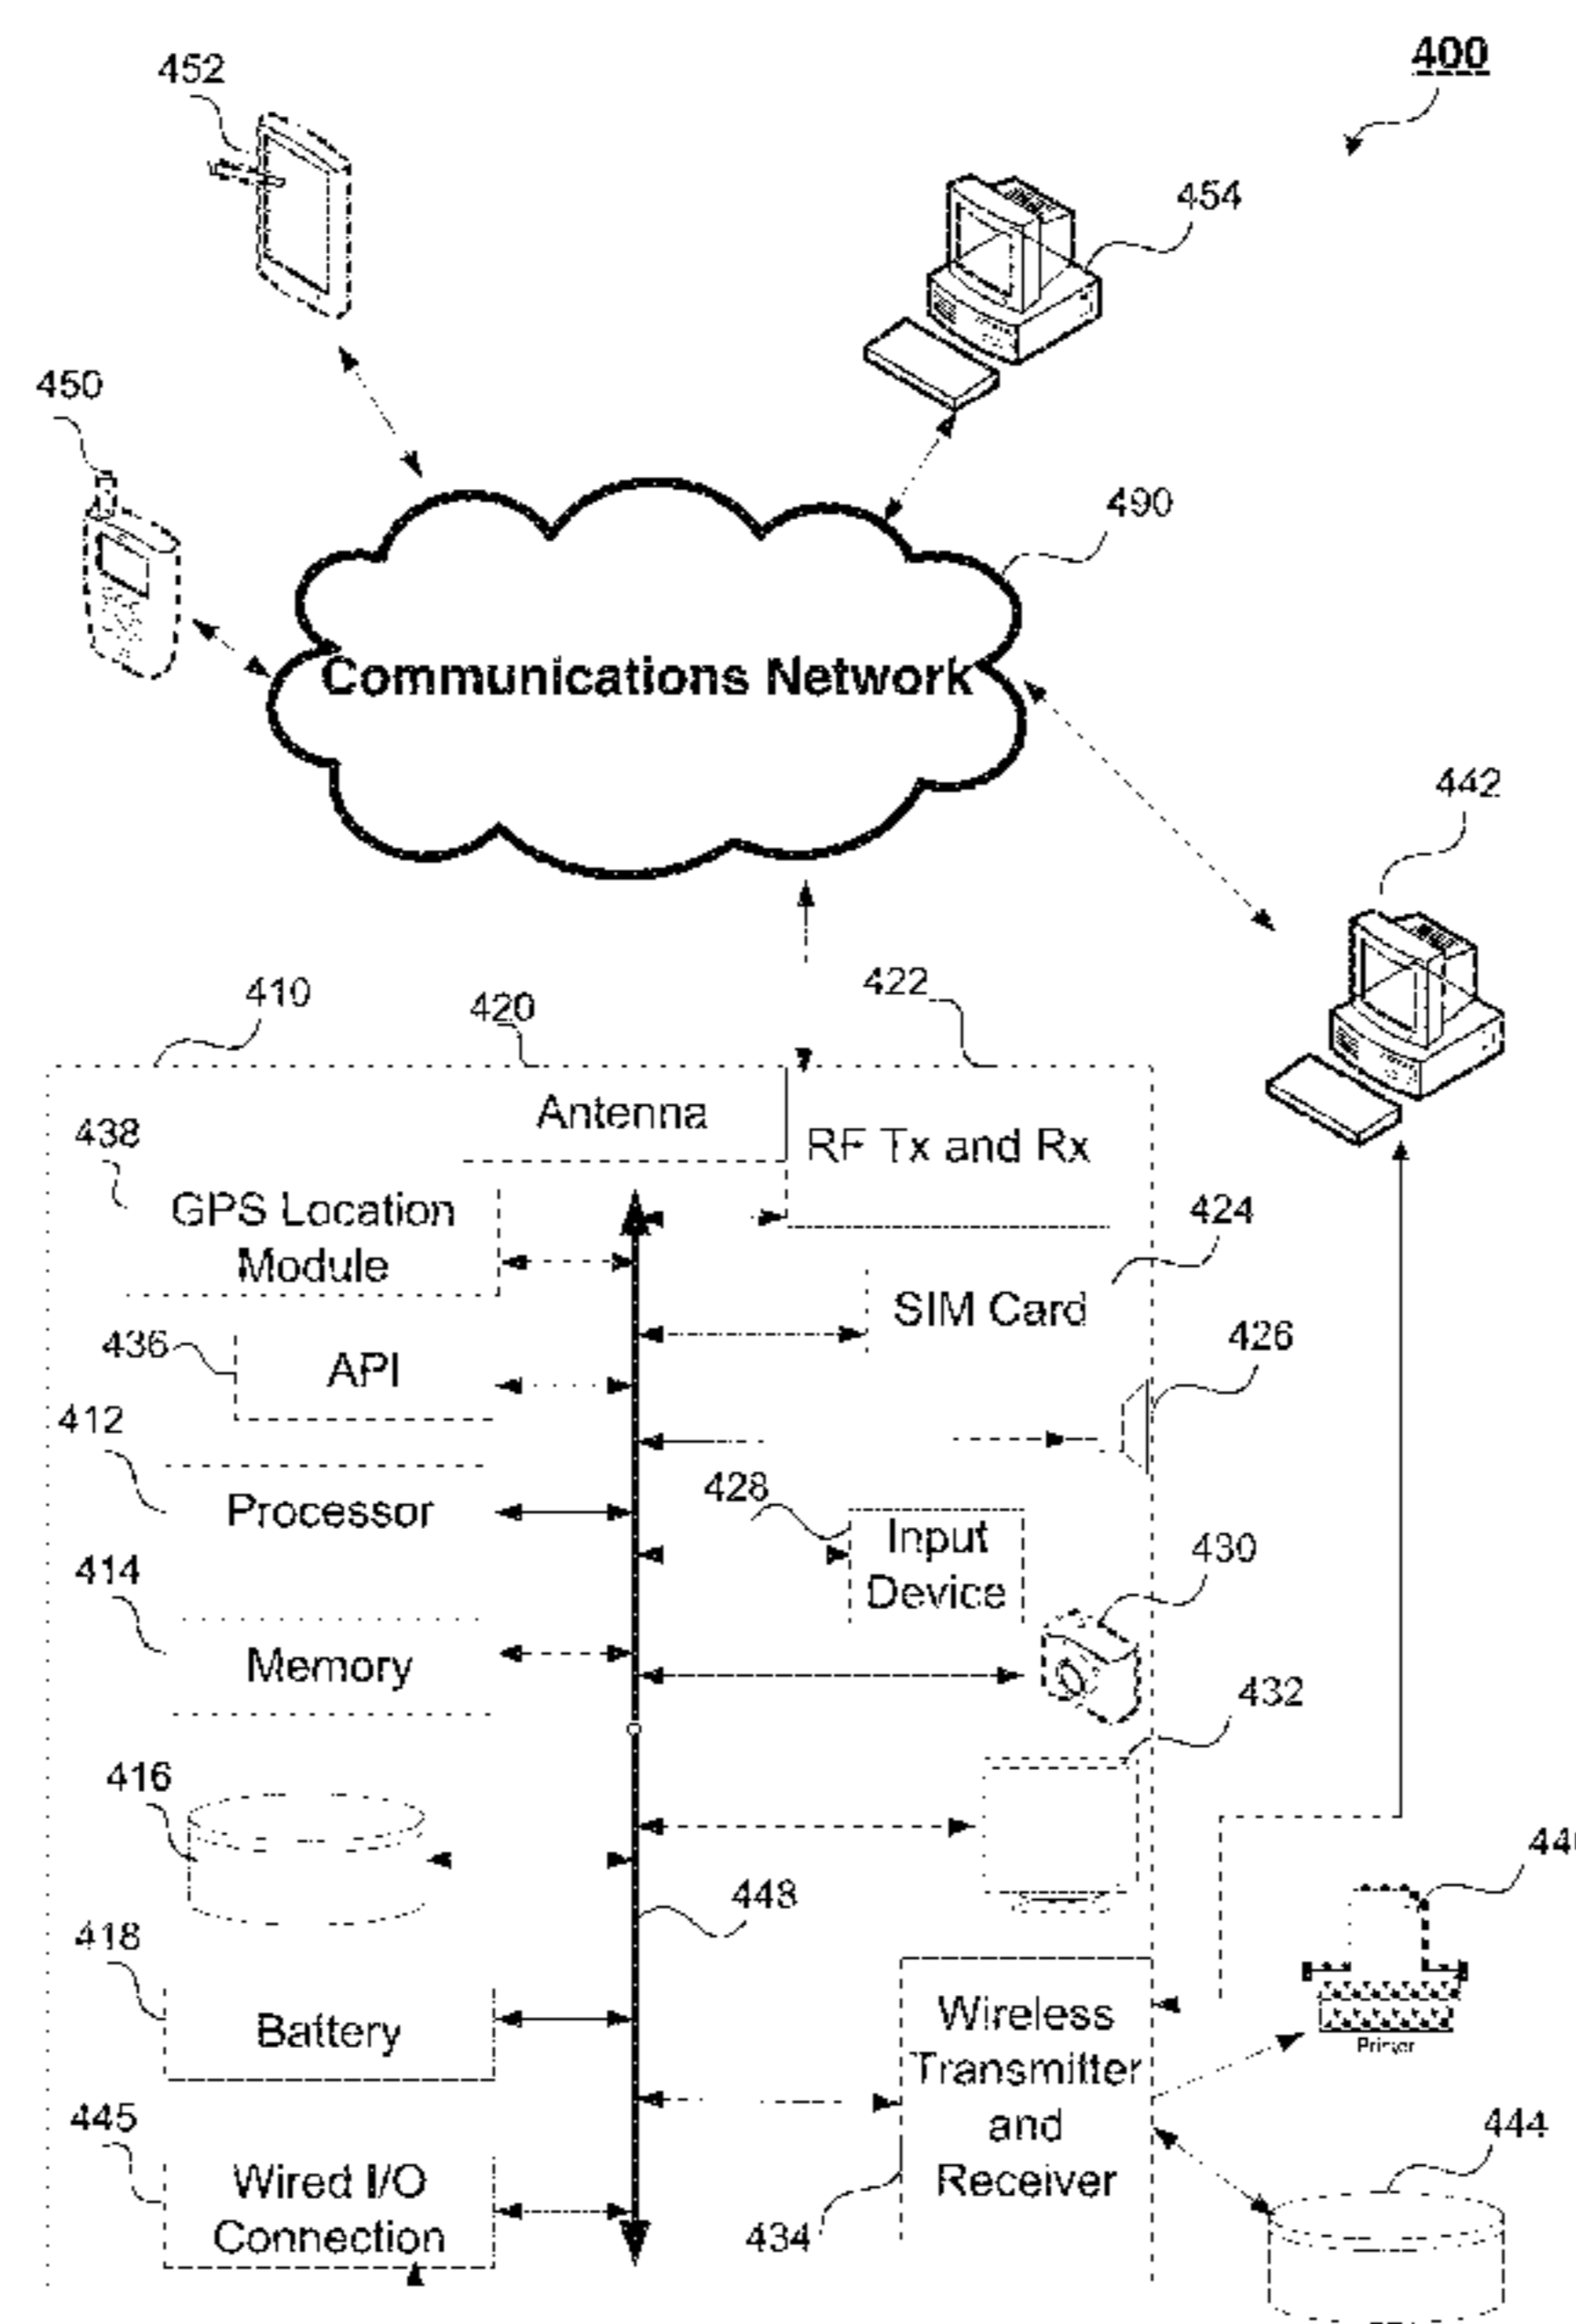 400
452
454
450
490
Communications Network
442
410
420
422
Antenna
438
RF Tx and Rx
GPS Location
Module
424
SIM Card
436
API
426
412
Processor
428
Input
Device
430
414
Memory
432
416
448
418
Battery
Wireless
Transmitter
and
Receiver
Printer
445
Wired I/O
Connection
434
444